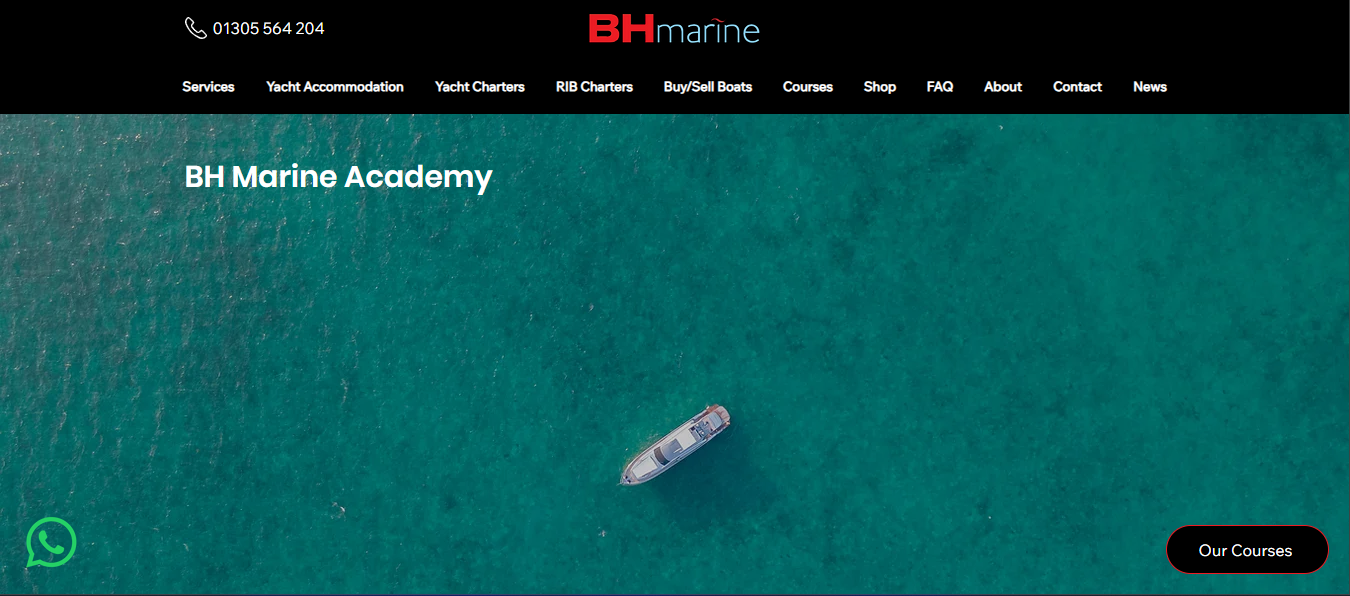 01305 564 204
BHmarine
Services Yacht Accommodation Yacht Charters RIB Charters Buy/Sell Boats Courses Shop FAQ About Contact News
BH Marine Academy
Our Courses